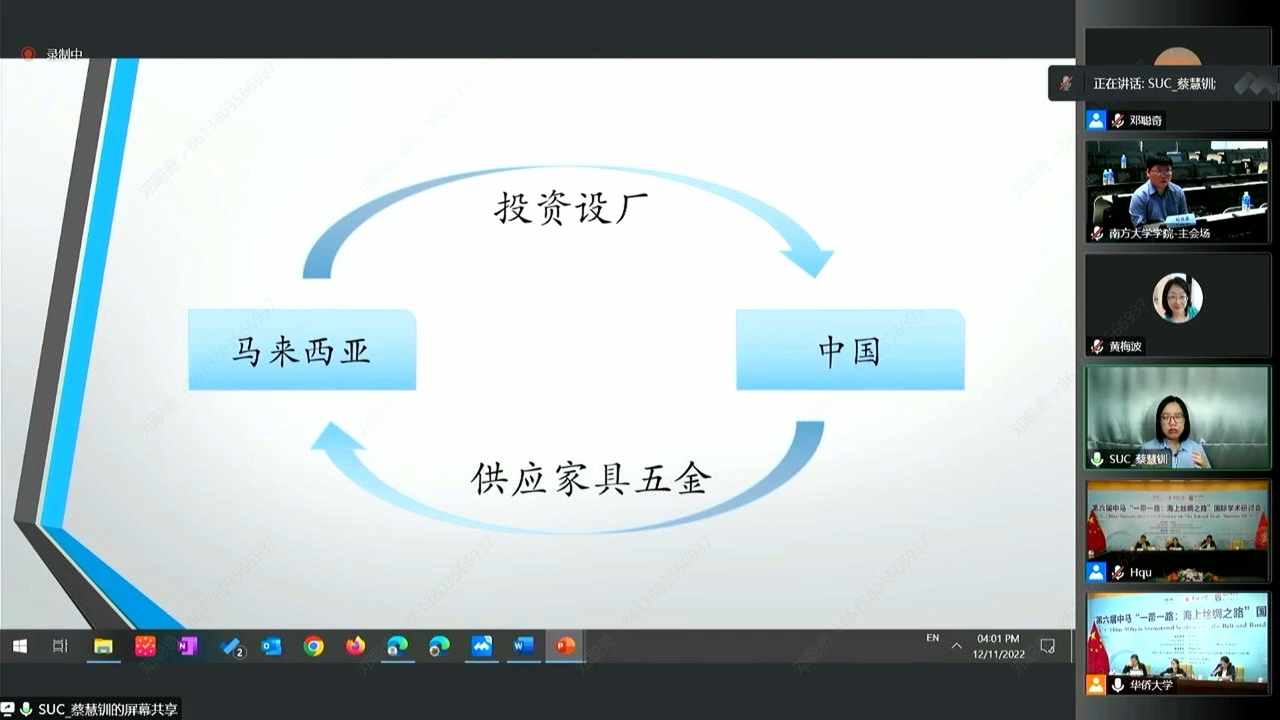 录制中
投资设厂
马来西亚
中国
供应家具五金
EN
04:01 PM
12/11/2022
2
SUC_蔡慧钏的屏幕共享
正在讲话: SUC_蔡慧钏;
邓聪奇
南方大学学院-主会场
黄梅波
SUC_蔡慧钏
第六届中马“一带一路：海上丝绸之路”国际学术研讨会
Hqu
第六届中马“一带一路：海上丝绸之路”国
华侨大学